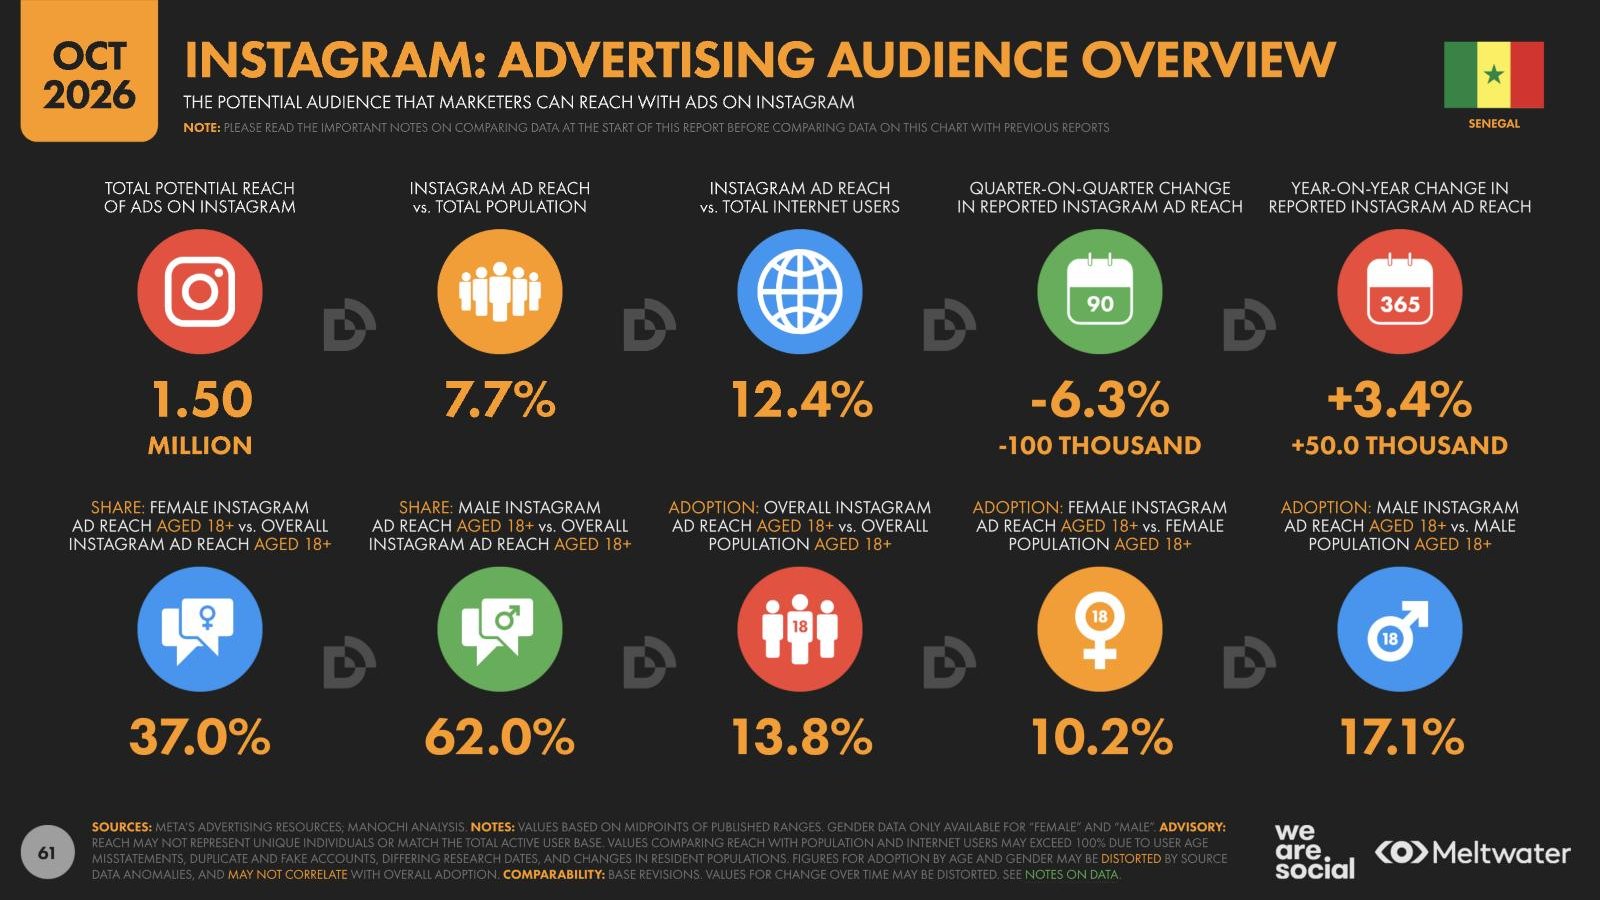 OCT
2026
INSTAGRAM: ADVERTISING AUDIENCE OVERVIEW
THE POTENTIAL AUDIENCE THAT MARKETERS CAN REACH WITH ADS ON INSTAGRAM
NOTE: PLEASE READ THE IMPORTANT NOTES ON COMPARING DATA AT THE START OF THIS REPORT BEFORE COMPARING DATA ON THIS CHART WITH PREVIOUS REPORTS
SENEGAL
TOTAL POTENTIAL REACH
OF ADS ON INSTAGRAM
1.50
MILLION
INSTAGRAM AD REACH
vs. TOTAL POPULATION
7.7%
INSTAGRAM AD REACH
vs. TOTAL INTERNET USERS
12.4%
QUARTER-ON-QUARTER CHANGE
IN REPORTED INSTAGRAM AD REACH
90
-6.3%
-100 THOUSAND
YEAR-ON-YEAR CHANGE IN
REPORTED INSTAGRAM AD REACH
365
+3.4%
+50.0 THOUSAND
SHARE: FEMALE INSTAGRAM
AD REACH AGED 18+ vs. OVERALL
INSTAGRAM AD REACH AGED 18+
37.0%
SHARE: MALE INSTAGRAM
AD REACH AGED 18+ vs. OVERALL
INSTAGRAM AD REACH AGED 18+
62.0%
ADOPTION: OVERALL INSTAGRAM
AD REACH AGED 18+ vs. OVERALL
POPULATION AGED 18+
18
13.8%
ADOPTION: FEMALE INSTAGRAM
AD REACH AGED 18+ vs. FEMALE
POPULATION AGED 18+
18
10.2%
ADOPTION: MALE INSTAGRAM
AD REACH AGED 18+ vs. MALE
POPULATION AGED 18+
18
17.1%
61
SOURCES: META'S ADVERTISING RESOURCES; MANOCHI ANALYSIS. NOTES: VALUES BASED ON MIDPOINTS OF PUBLISHED RANGES. GENDER DATA ONLY AVAILABLE FOR "FEMALE" AND "MALE". ADVISORY:
REACH MAY NOT REPRESENT UNIQUE INDIVIDUALS OR MATCH THE TOTAL ACTIVE USER BASE. VALUES COMPARING REACH WITH POPULATION AND INTERNET USERS MAY EXCEED 100% DUE TO USER AGE
MISSTATEMENTS, DUPLICATE AND FAKE ACCOUNTS, DIFFERING RESEARCH DATES, AND CHANGES IN RESIDENT POPULATIONS. FIGURES FOR ADOPTION BY AGE AND GENDER MAY BE DISTORTED BY SOURCE
DATA ANOMALIES, AND MAY NOT CORRELATE WITH OVERALL ADOPTION. COMPARABILITY: BASE REVISIONS. VALUES FOR CHANGE OVER TIME MAY BE DISTORTED. SEE NOTES ON DATA.
we
are
social
Meltwater